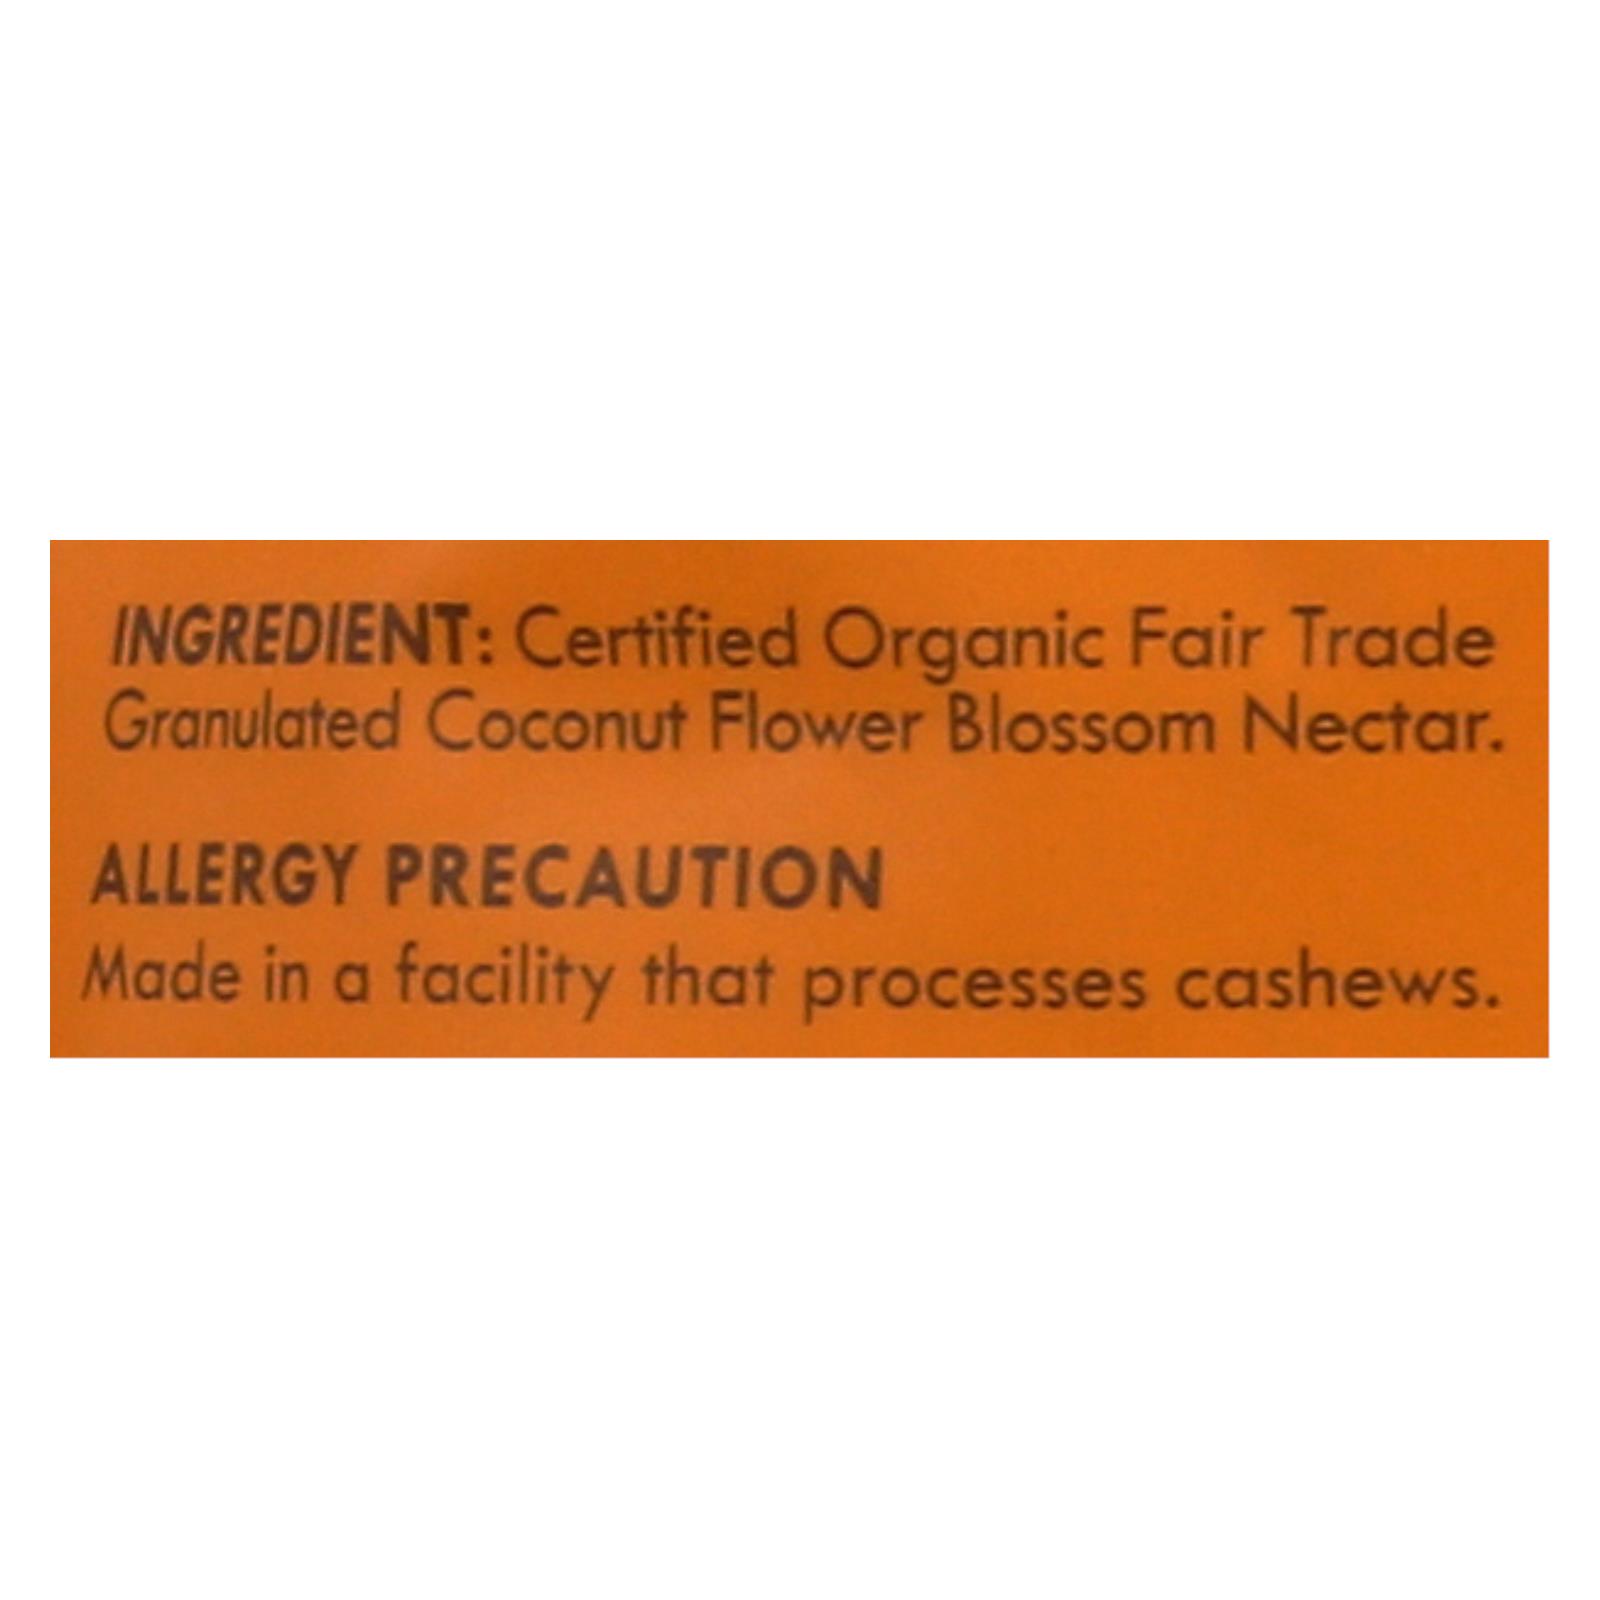 INGREDIENT: Certified Organic Fair Trade
Granulated Coconut Flower Blossom Nectar.
ALLERGY PRECAUTION
Made in a facility that processes cashews.